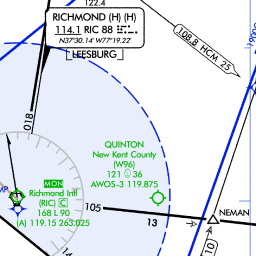 122.4
RICHMOND (H) (H)
114.1 RIC 88
N37°30.14' W77°19.22'
LEESBURG
108.8 HCM 25
018
QUINTON
New Kent County
(W96)
121 36
AWOS-3 119.875
MON
Richmond Intl
(RIC) C
168 L 90
(A) 119.15 263.025
105
13
NEMAN